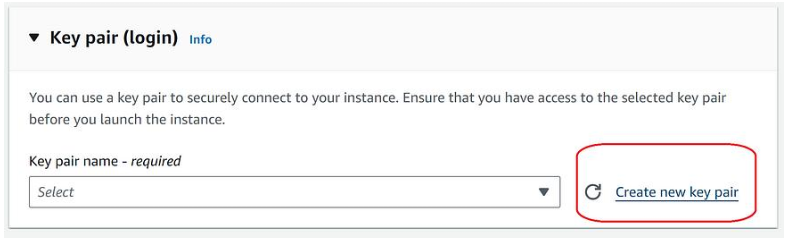 Key pair (login) Info
You can use a key pair to securely connect to your instance. Ensure that you have access to the selected key pair
before you launch the instance.
Key pair name - required
Select
Create new key pair